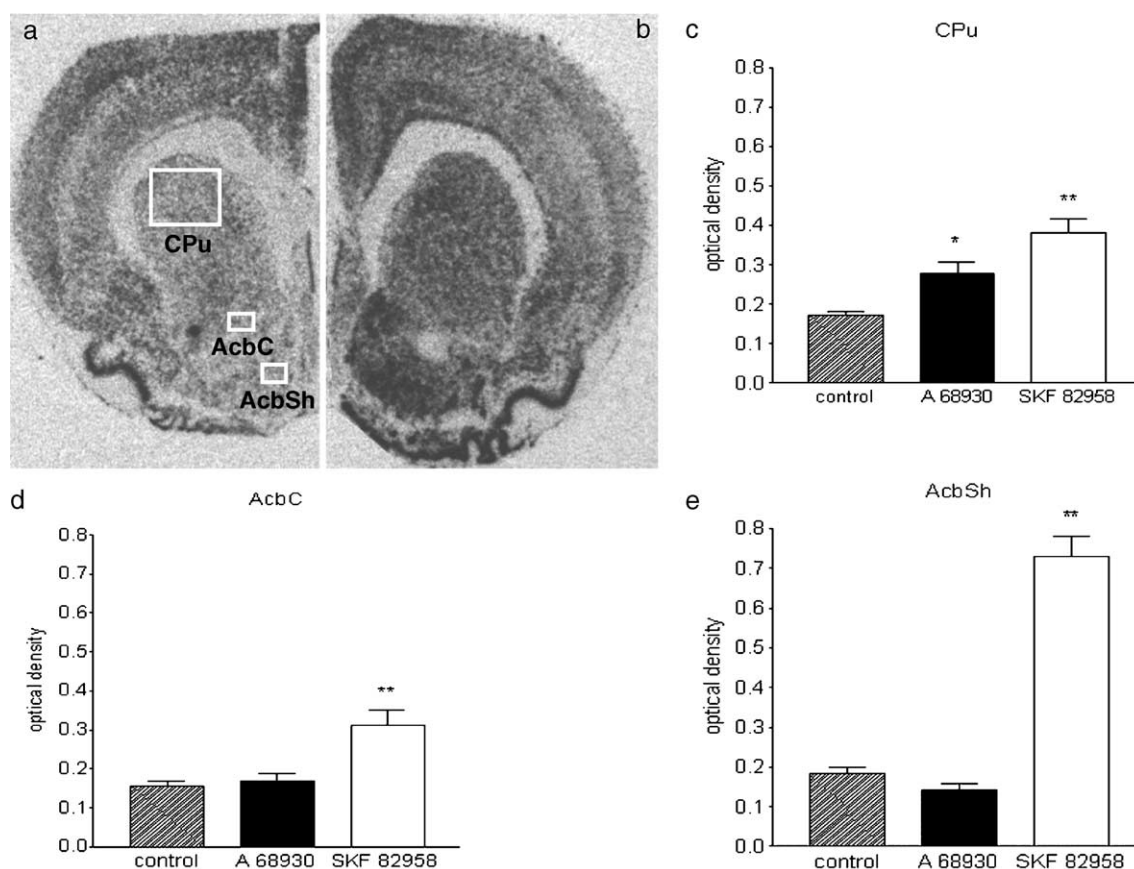 a
b
CPu
AcbC
AcbSh
c
CPu
optical density
0.8
0.7
0.6
0.5
0.4
0.3
0.2
0.1
0.0
*
**
control
A 68930
SKF 82958
d
AcbC
optical density
0.8
0.7
0.6
0.5
0.4
0.3
0.2
0.1
0.0
**
control
A 68930
SKF 82958
e
AcbSh
optical density
0.8
0.7
0.6
0.5
0.4
0.3
0.2
0.1
0.0
**
control
A 68930
SKF 82958